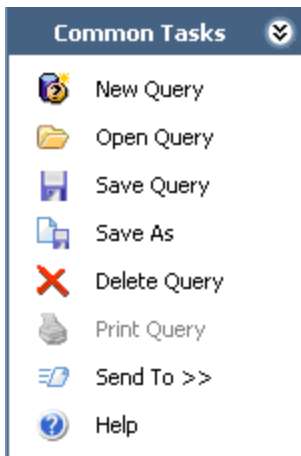 Common Tasks
New Query
Open Query
Save Query
Save As
Delete Query
Print Query
Send To >>
Help